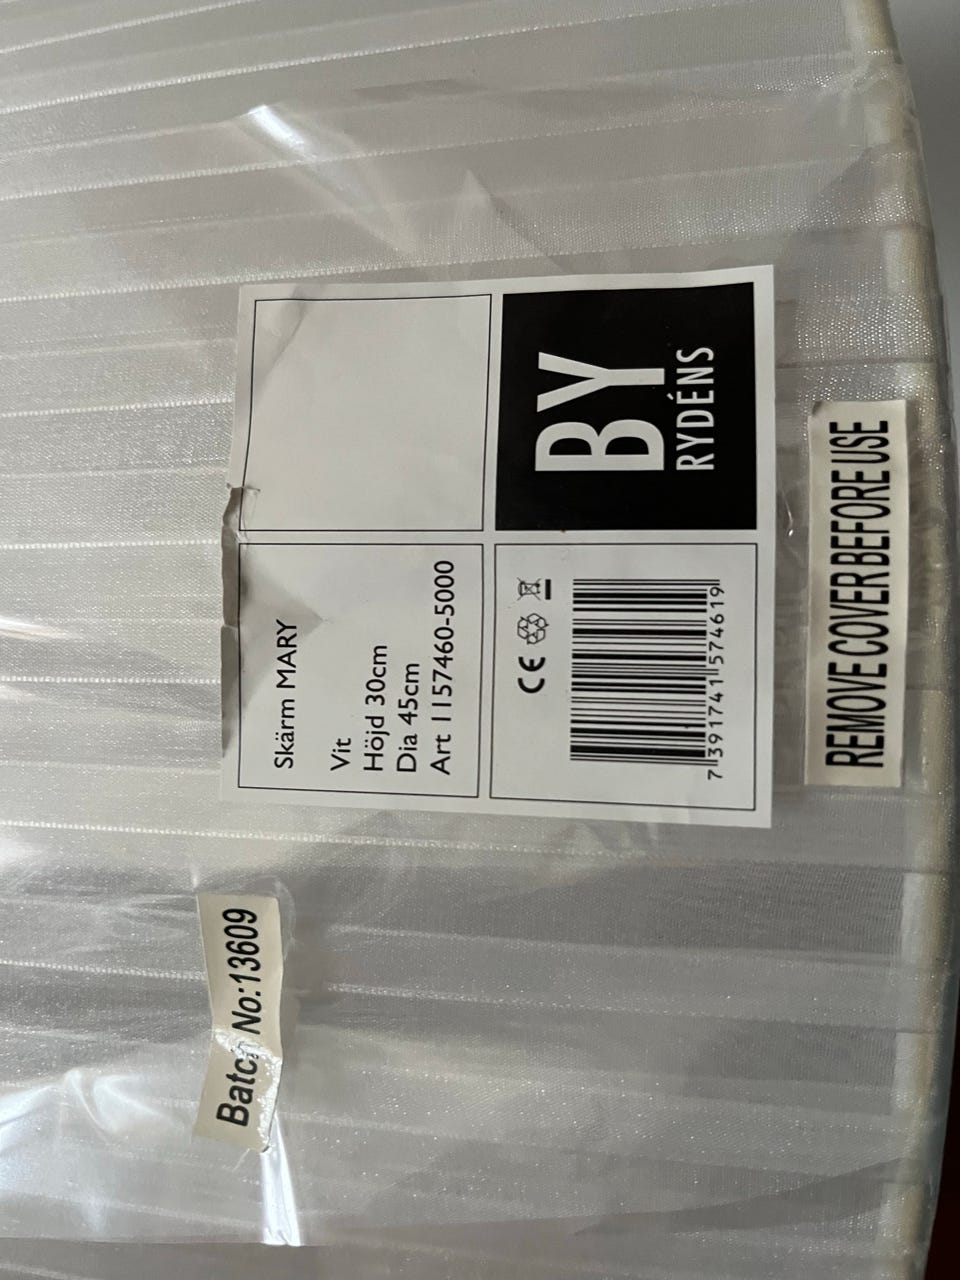 Skärm MARY
Vit
Höjd 30cm
Dia 45cm
Art 1157460-5000
CE
7 391741 574619
BY
RYDÉNS
REMOVE COVER BEFORE USE
Batch No:13609